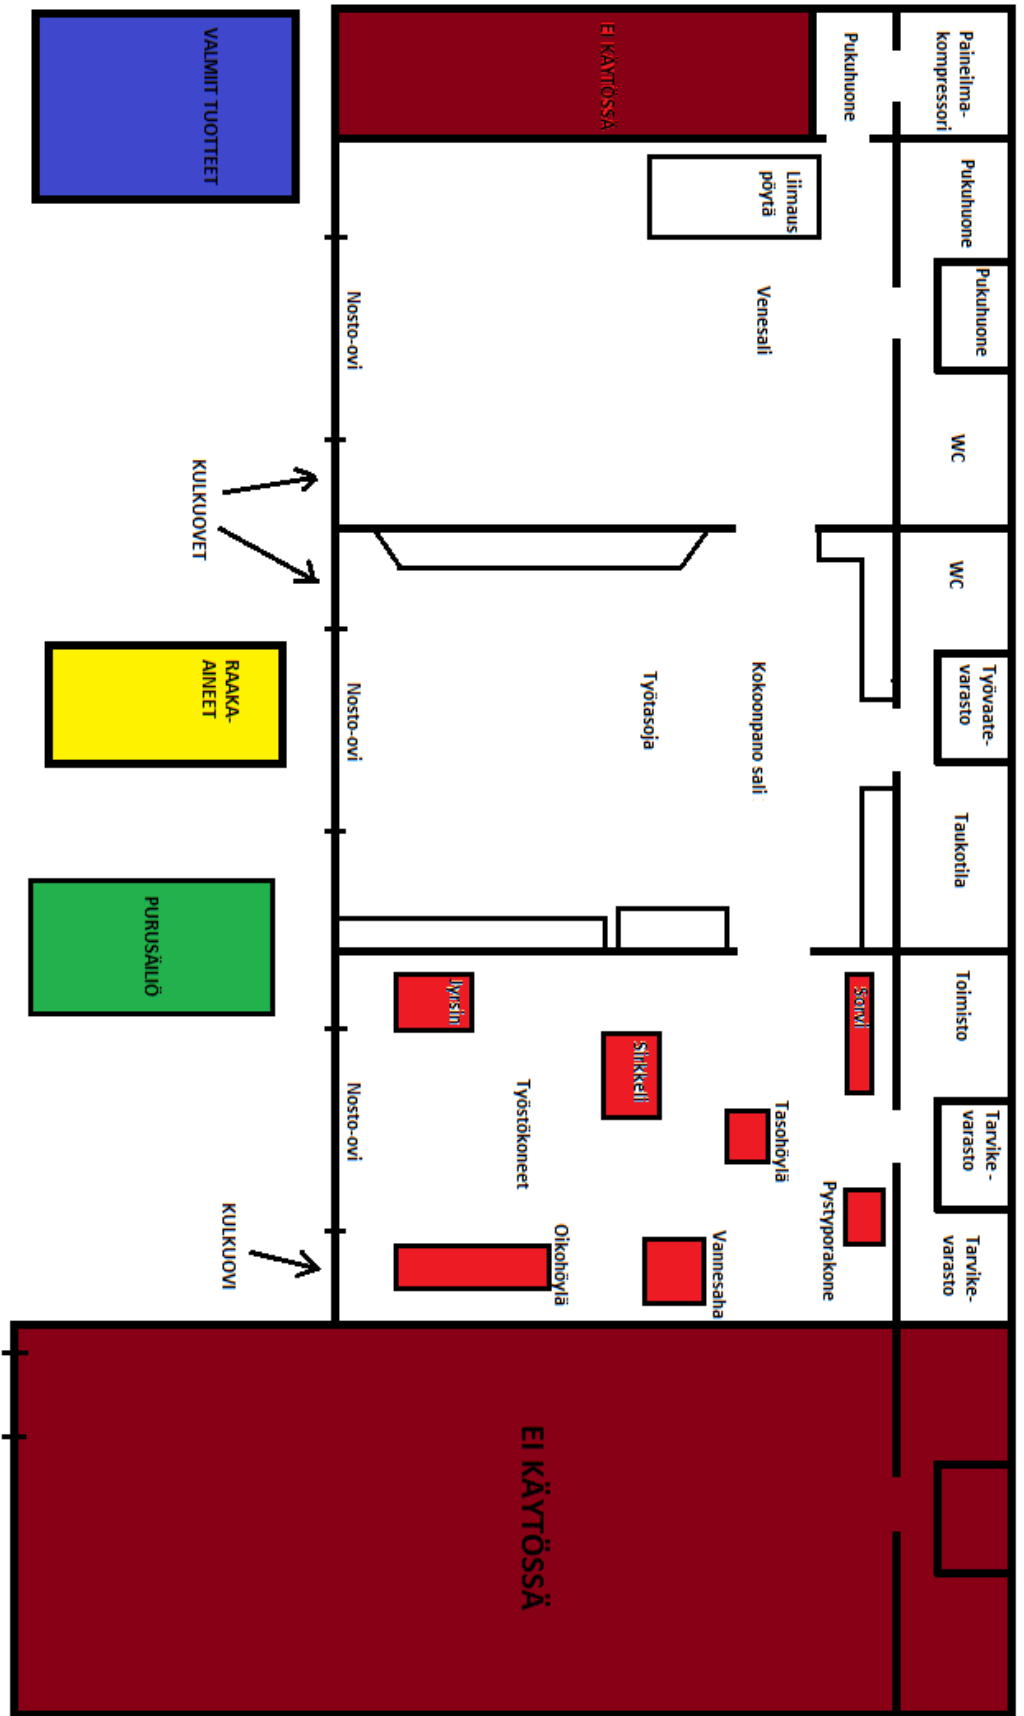 Paineilma-
kompressori
Pukuhuone
Pukuhuone
WC
WC
Työvaate-
varasto
Taukotila
Toimisto
Tarvike -
varasto
Tarvike-
varasto
Pukuhuone
EI KÄYTÖSSÄ
Liimaus
pöytä
Venesali
Kokoonpano sali
Työtasoja
Sorvi
Pystyporakone
Tasohöylä
Sirkkeli
Vannesaha
Työstökoneet
Jyrsin
Oikohöylä
Nosto-ovi
Nosto-ovi
Nosto-ovi
EI KÄYTÖSSÄ
VALMIIT TUOTTEET
KULKUOVET
RAAKA-
AINEET
PURUSÄILIÖ
KULKUOVI